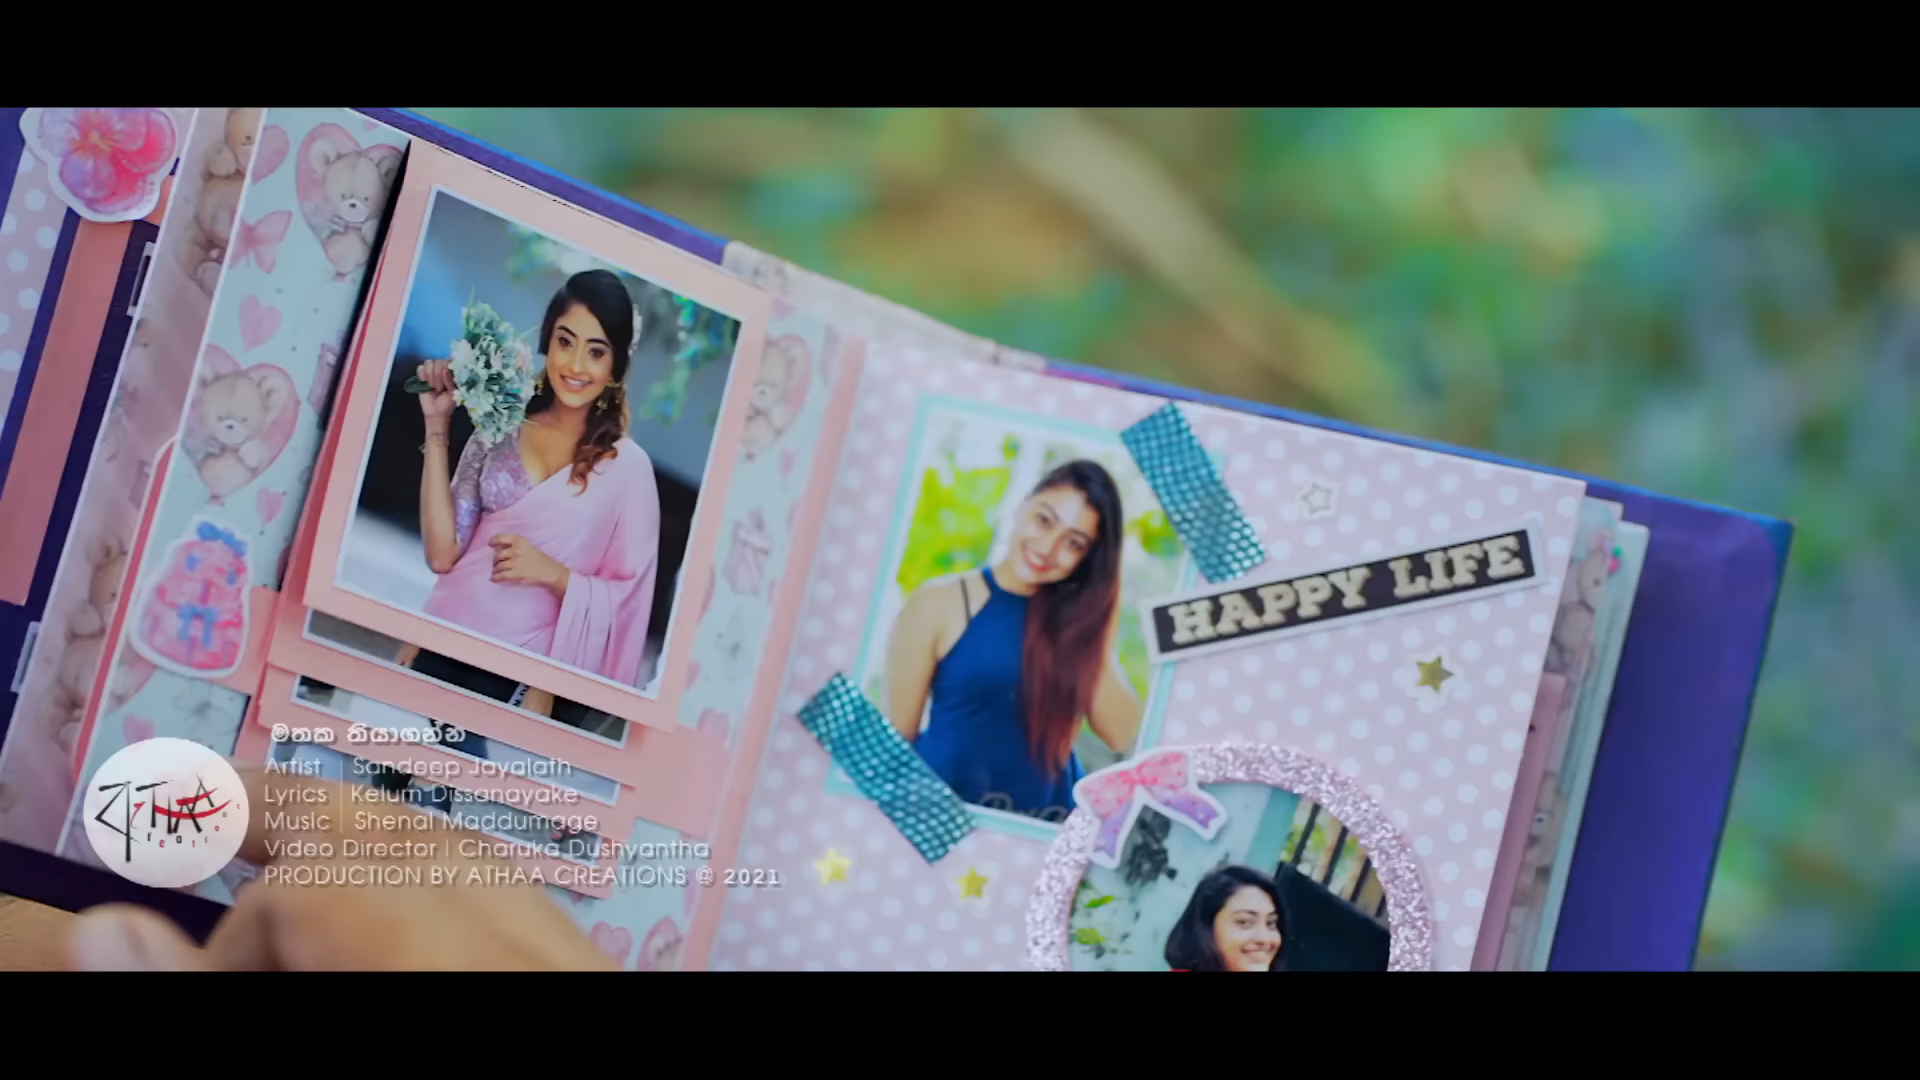 HAPPY LIFE
මතක තියාගන්න
Artist | Sandeep Jayalath
Lyrics | Kelum Dissanayake
Music | Shenal Maddumage
Video Director | Charuka Dushyantha
PRODUCTION BY ATHAA CREATIONS @ 2021